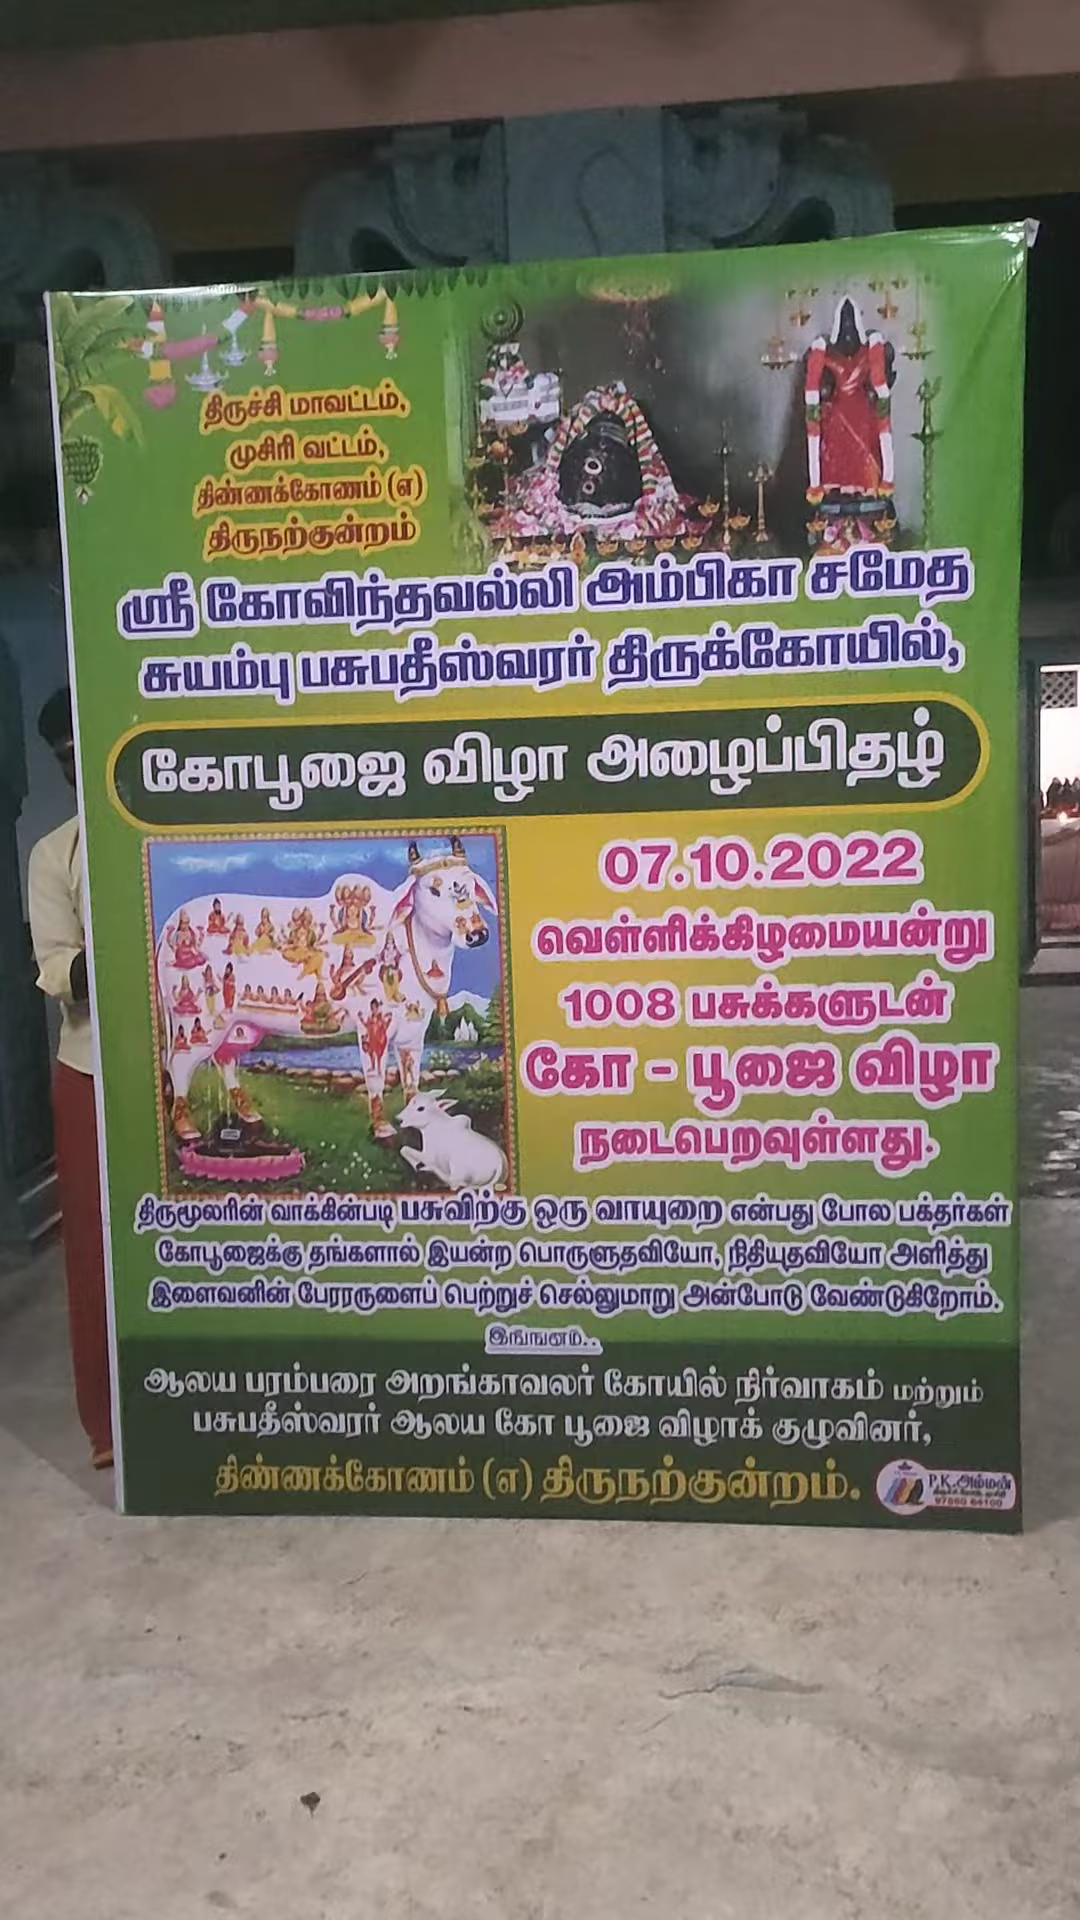 திருச்சி மாவட்டம்,
முசிறி வட்டம்,
திண்ணக்கோணம் (எ)
திருநற்குன்றம்
ஸ்ரீ கோவிந்தவல்லி அம்பிகா சமேத
சுயம்பு பசுபதீஸ்வரர் திருக்கோயில்,
கோபூஜை விழா அழைப்பிதழ்
07.10.2022
வெள்ளிக்கிழமையன்று
1008 பசுக்களுடன்
கோ - பூஜை விழா
நடைபெறவுள்ளது.
திருமூலரின் வாக்கின்படி பசுவிற்கு ஒரு வாயுறை என்பது போல பக்தர்கள்
கோபூஜைக்கு தங்களால் இயன்ற பொருளுதவியோ, நிதியுதவியோ அளித்து
இளைவனின் பேரருளைப் பெற்றுச் செல்லுமாறு அன்போடு வேண்டுகிறோம்.
இங்ஙனம்..
ஆலய பரம்பரை அறங்காவலர் கோயில் நிர்வாகம் மற்றும்
பசுபதீஸ்வரர் ஆலய கோ பூஜை விழாக் குழுவினர்,
திண்ணக்கோணம் (எ) திருநற்குன்றம்.
P.K.அம்மன்